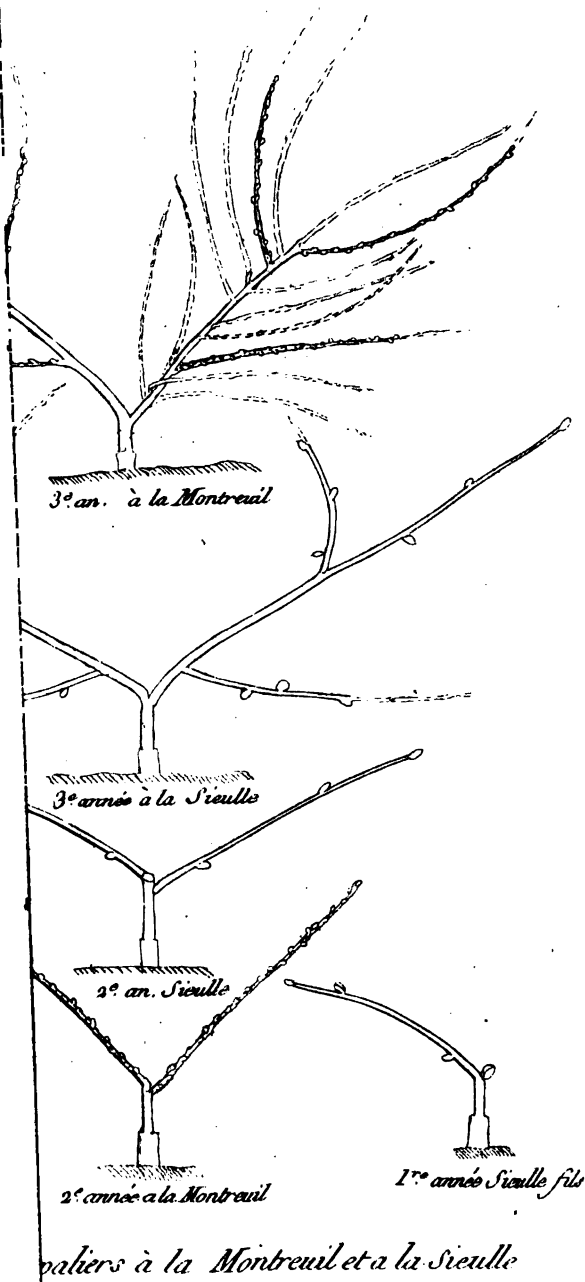 3e an. à la Montreuil
3e année à la Sieulle
2e an. Sieulle
2e année a la Montreuil
1re année Sieulle fils
paliers à la Montreuil et a la Sieulle